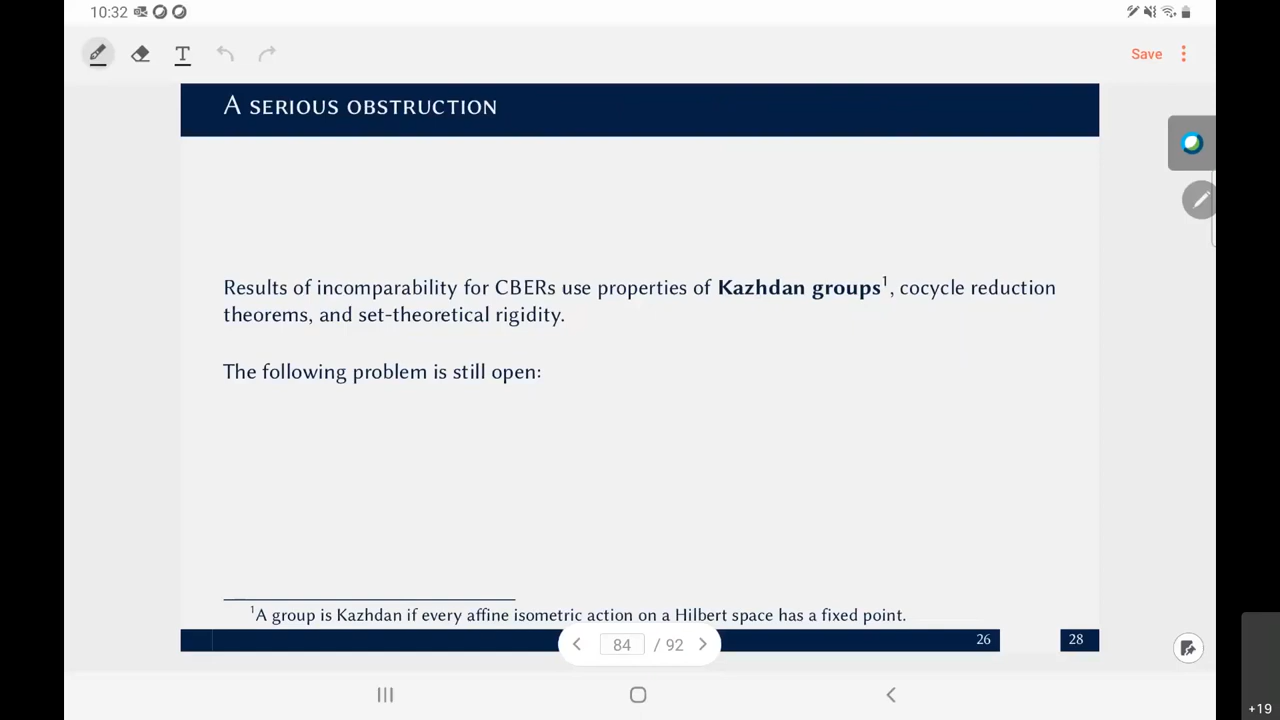 10:32
T
Save
A SERIOUS OBSTRUCTION
Results of incomparability for CBERs use properties of Kazhdan groups¹, cocycle reduction
theorems, and set-theoretical rigidity.
The following problem is still open:
¹A group is Kazhdan if every affine isometric action on a Hilbert space has a fixed point.
26
28
84 / 92
+19